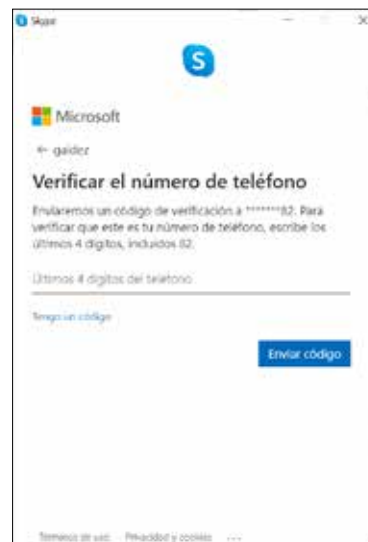 Skype
S
Microsoft
← gaidez
Verificar el número de teléfono
Enviaremos un código de verificación a *******82. Para
verificar que este es tu número de teléfono, escribe los
últimos 4 dígitos, incluidos 82.
Últimos 4 dígitos del teléfono
Tengo un código
Enviar código
Términos de uso Privacidad y cookies ...